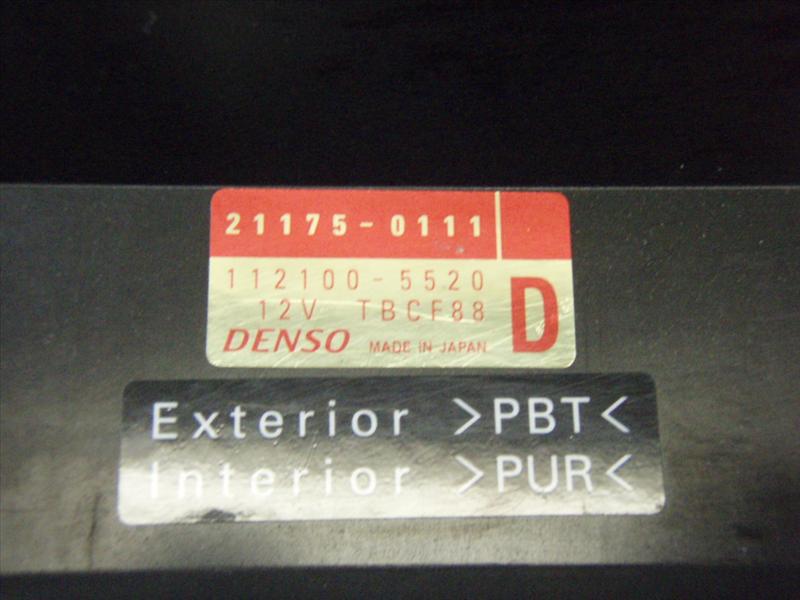 21175-0111
112100-5520
12V TBCF88 D
DENSO MADE IN JAPAN
Exterior >PBT<
Interior >PUR<